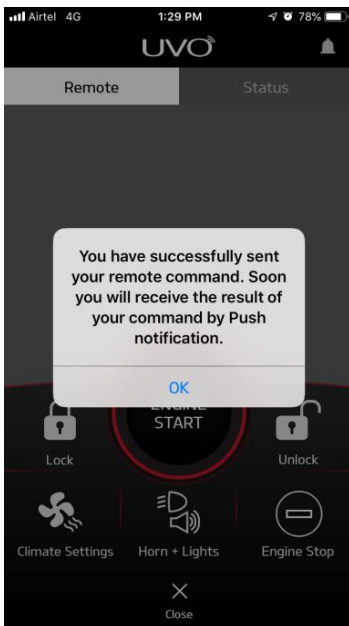 Airtel 4G 1:29 PM 78%
UVO
Remote Status
You have successfully sent
your remote command. Soon
you will receive the result of
your command by Push
notification.
OK
ENGINE
START
Lock Unlock
Climate Settings Horn + Lights Engine Stop
Close